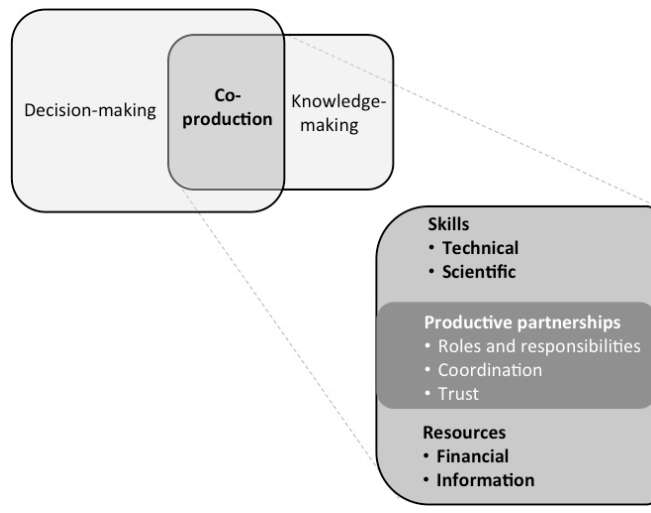 Decision-making
Co-
production
Knowledge-
making
Skills
• Technical
• Scientific
Productive partnerships
• Roles and responsibilities
• Coordination
• Trust
Resources
• Financial
• Information